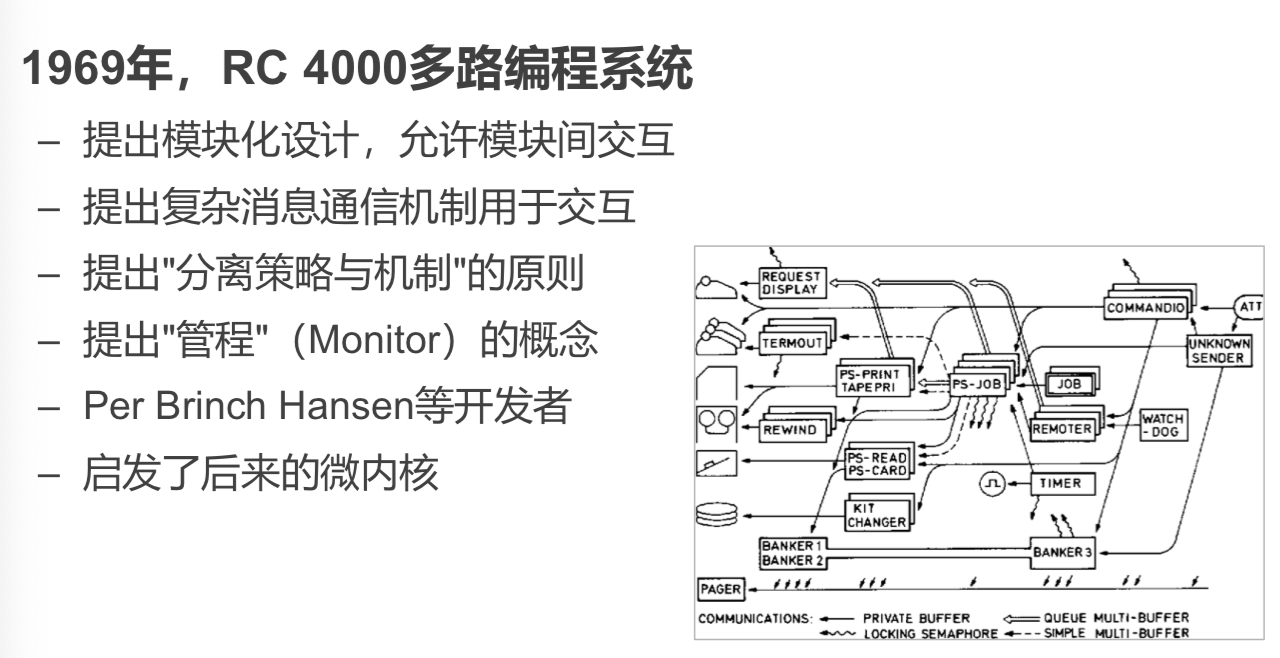 1969年，RC 4000多路编程系统
– 提出模块化设计，允许模块间交互
– 提出复杂消息通信机制用于交互
– 提出"分离策略与机制"的原则
– 提出"管程"（Monitor）的概念
– Per Brinch Hansen等开发者
– 启发了后来的微内核
REQUEST
DISPLAY
COMMANDIO
ATT
TERMOUT
UNKNOWN
SENDER
PS-PRINT
TAPEPRI
PS-JOB
JOB
REWIND
REMOTER
WATCH
-DOG
PS-READ
PS-CARD
TIMER
KIT
CHANGER
BANKER 1
BANKER 2
BANKER 3
PAGER
COMMUNICATIONS: PRIVATE BUFFER QUEUE MULTI-BUFFER
LOCKING SEMAPHORE SIMPLE MULTI-BUFFER